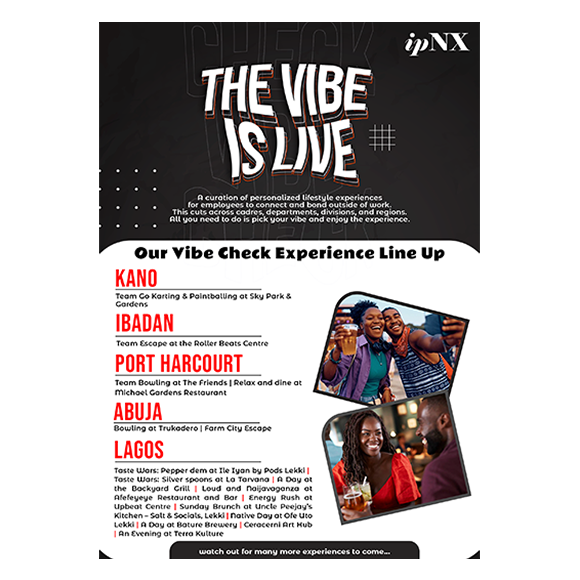 ipNX
CHECK
THE VIBE
IS LIVE
A curation of personalized lifestyle experiences
for employees to connect and bond outside of work.
This cuts across cadres, departments, divisions, and regions.
All you need to do is pick your vibe and enjoy the experience.
Our Vibe Check Experience Line Up
KANO
Team Go Karting & Paintballing at Sky Park &
Gardens
IBADAN
Team Escape at the Roller Beats Centre
PORT HARCOURT
Team Bowling at The Friends | Relax and dine at
Michael Gardens Restaurant
ABUJA
Bowling at Trukadero | Farm City Escape
LAGOS
Taste Wars: Pepper dem at Ile Iyan by Pods Lekki |
Taste Wars: Silver spoons at La Tarvana | A Day at
the Backyard Grill | Loud and Naijavaganza at
Afefeyeye Restaurant and Bar | Energy Rush at
Upbeat Centre | Sunday Brunch at Uncle Peejay's
Kitchen – Salt & Socials, Lekki | Native Day at Ofe Uto
Lekki | A Day at Bature Brewery | Ceracerni Art Hub
| An Evening at Terra Kulture
watch out for many more experiences to come...